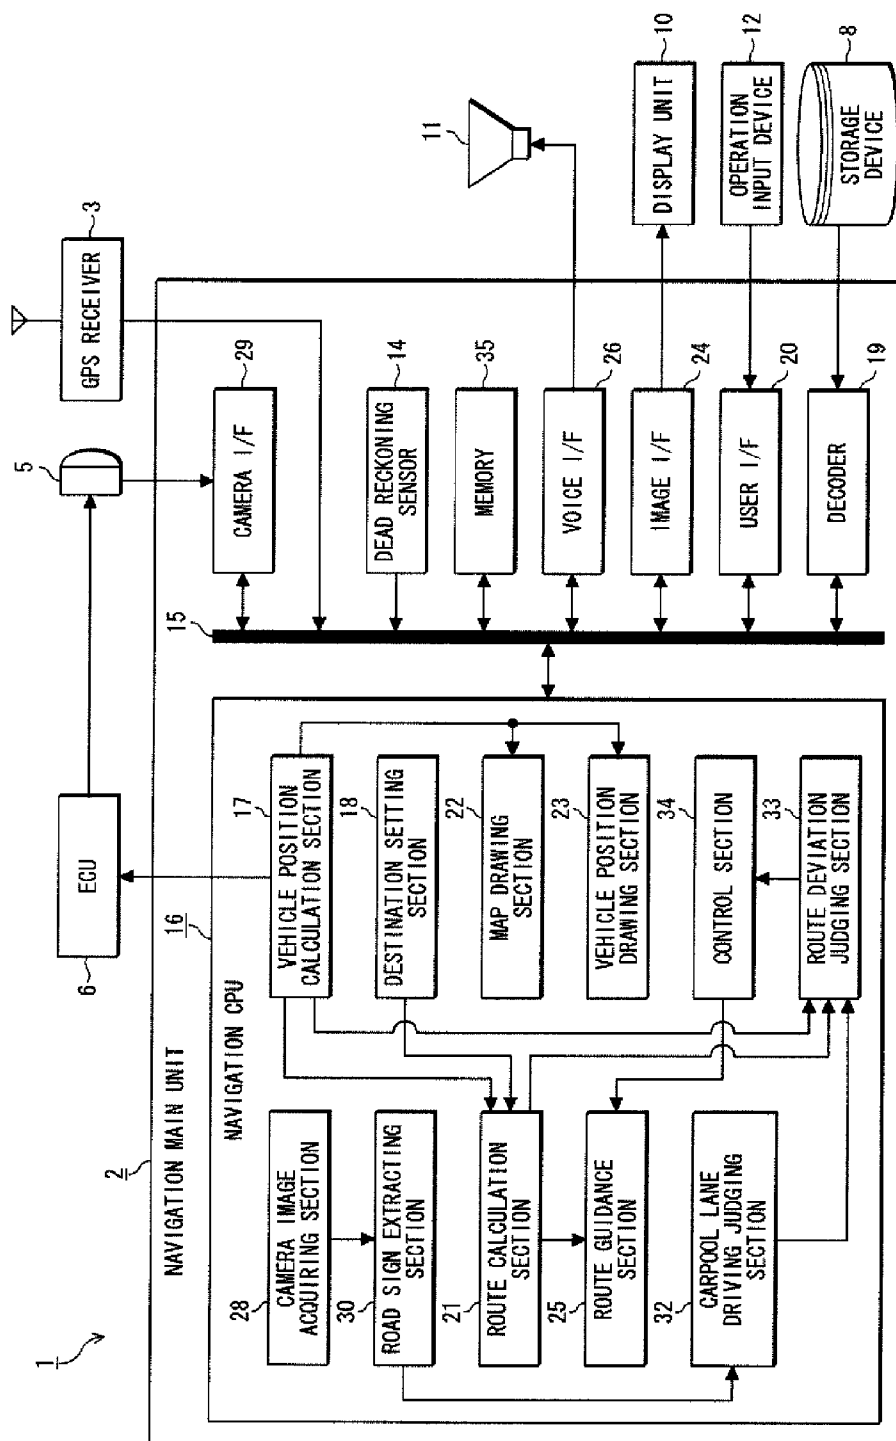 1
2
NAVIGATION MAIN UNIT
6
ECU
5
3
GPS RECEIVER
16
NAVIGATION CPU
28
CAMERA IMAGE
ACQUIRING SECTION
17
VEHICLE POSITION
CALCULATION SECTION
30
ROAD SIGN EXTRACTING
SECTION
18
DESTINATION SETTING
SECTION
21
ROUTE CALCULATION
SECTION
22
MAP DRAWING
SECTION
25
ROUTE GUIDANCE
SECTION
23
VEHICLE POSITION
DRAWING SECTION
32
CARPOOL LANE
DRIVING JUDGING
SECTION
34
CONTROL SECTION
33
ROUTE DEVIATION
JUDGING SECTION
15
29
CAMERA I/F
14
DEAD RECKONING
SENSOR
35
MEMORY
26
VOICE I/F
24
IMAGE I/F
20
USER I/F
19
DECODER
11
10
DISPLAY UNIT
12
OPERATION
INPUT DEVICE
8
STORAGE
DEVICE